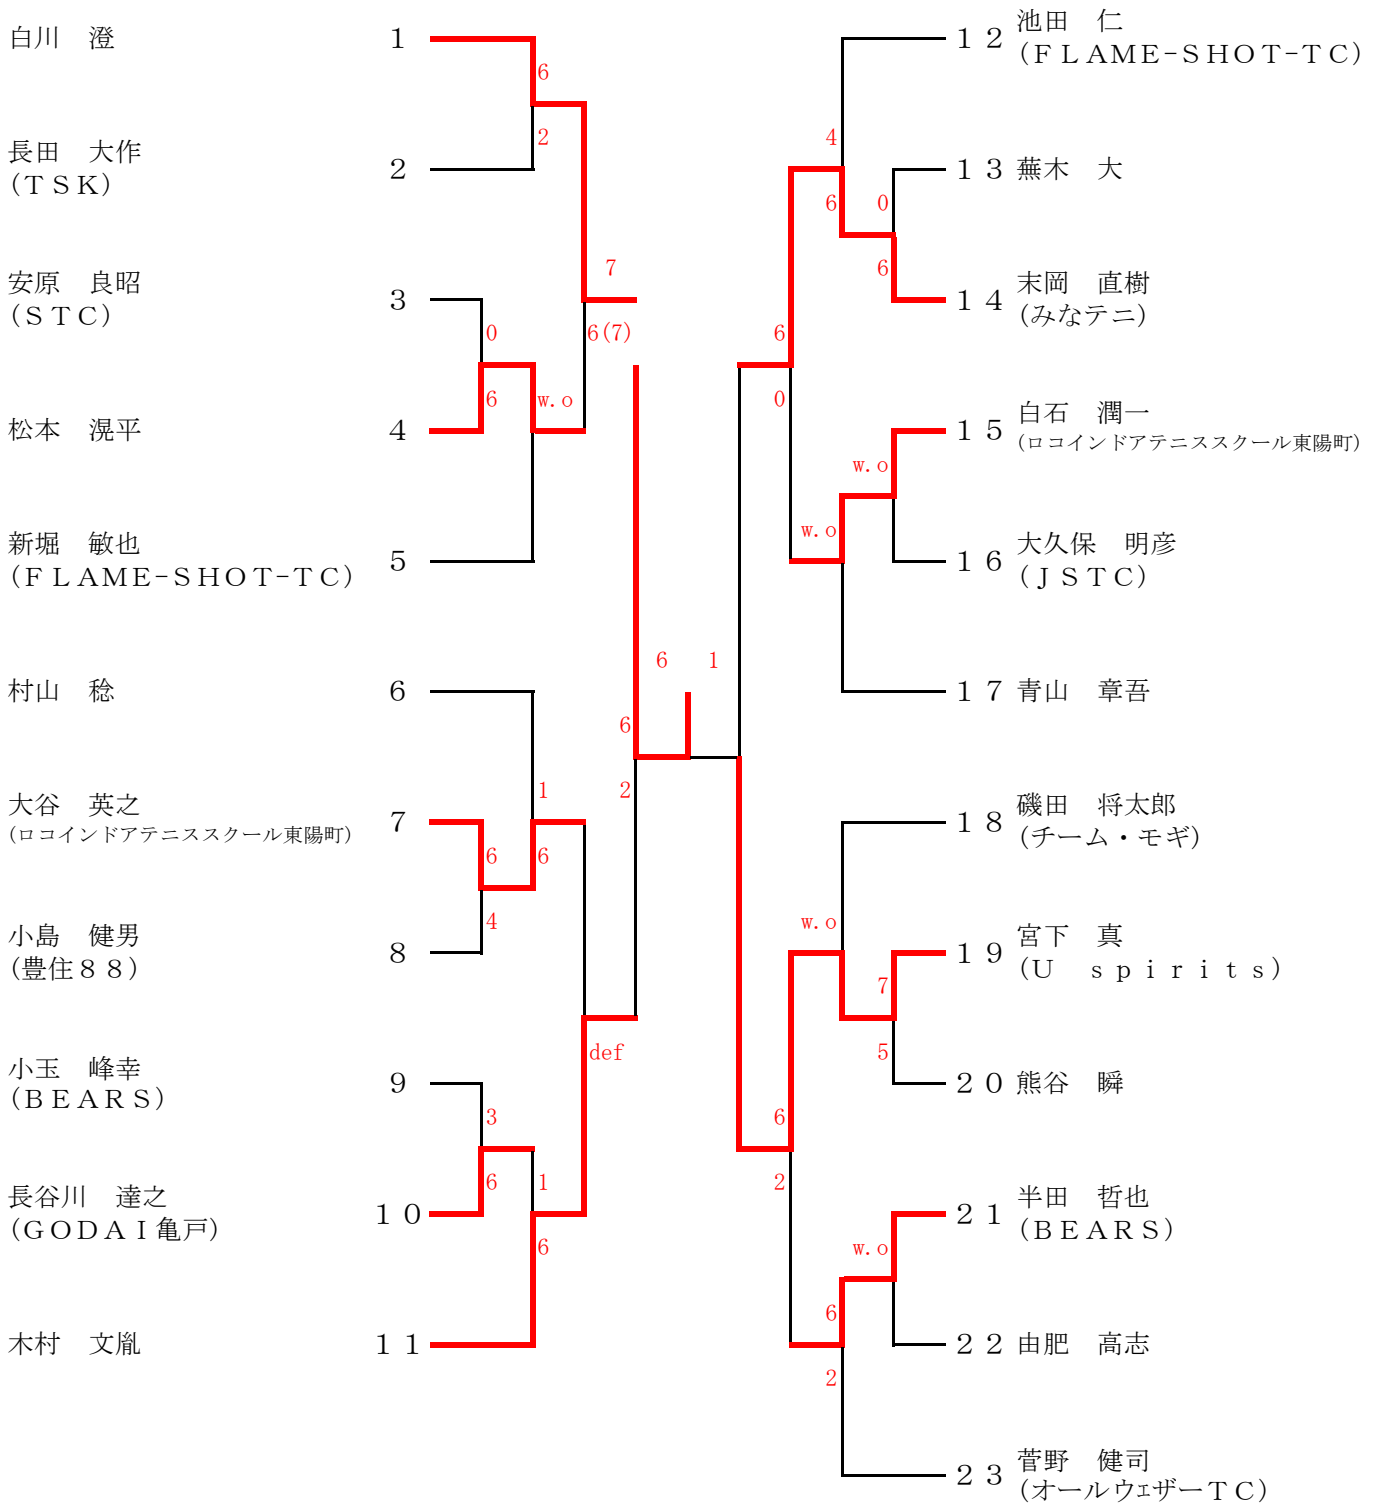 白川　澄
1
6
2
長田　大作
(ＴＳＫ)
2
安原　良昭
(ＳＴＣ)
3
7
0
6(7)
6
w.o
松本　滉平
4
新堀　敏也
(ＦＬＡＭＥ-ＳＨＯＴ-ＴＣ)
5
村山　稔
6
1
大谷　英之
(ロコインドアテニススクール東陽町)
7
6
6
4
小島　健男
(豊住８８)
8
def
小玉　峰幸
(ＢＥＡＲＳ)
9
3
6
1
長谷川　達之
(ＧＯＤＡＩ亀戸)
１０
6
木村　文胤
１１
6
1
6
2
１２
池田　仁
(ＦＬＡＭＥ-ＳＨＯＴ-ＴＣ)
4
１３
蕪木　大
6
0
6
１４
末岡　直樹
(みなテニ)
6
0
１５
白石　潤一
(ロコインドアテニススクール東陽町)
w.o
w.o
１６
大久保　明彦
(ＪＳＴＣ)
１７
青山　章吾
１８
磯田　将太郎
(チーム・モギ)
w.o
１９
宮下　真
(Ｕ　ｓｐｉｒｉｔｓ)
7
5
２０
熊谷　瞬
6
2
２１
半田　哲也
(ＢＥＡＲＳ)
w.o
6
２２
由肥　高志
2
２３
菅野　健司
(オールウェザーＴＣ)